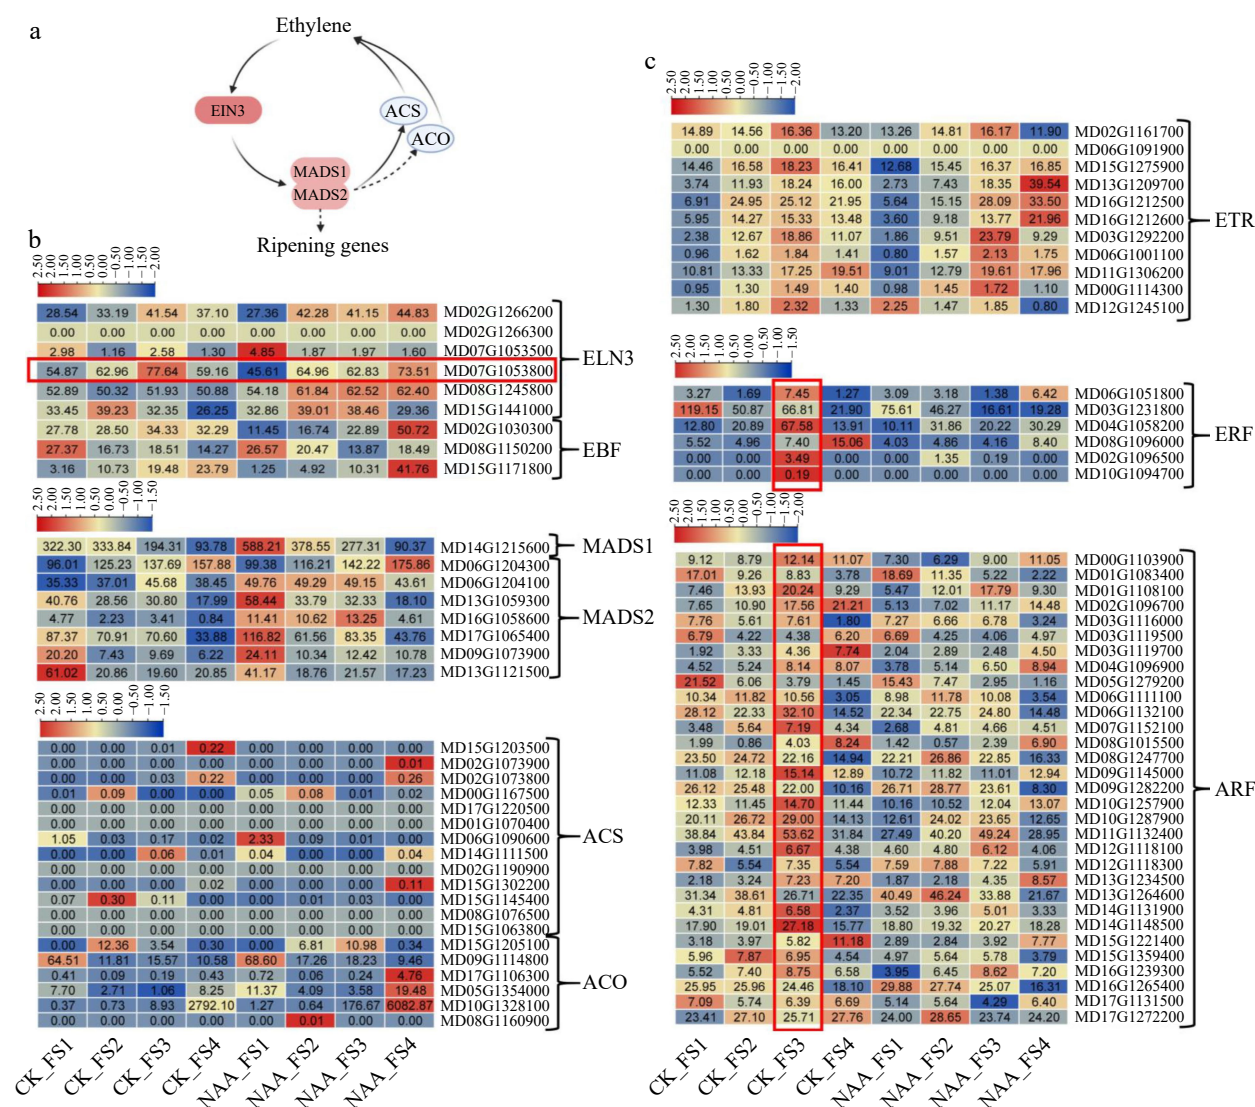 a
Ethylene
EIN3
ACS
ACO
MADS1
MADS2
Ripening genes
b
2.50 2.00 1.50 1.00 0.50 0.00 -0.50 -1.00 -1.50 -2.00
28.54 33.19 41.54 37.10 27.36 42.28 41.15 44.83 MD02G1266200
0.00 0.00 0.00 0.00 0.00 0.00 0.00 0.00 MD02G1266300
2.98 1.16 2.58 1.30 4.85 1.87 1.97 1.60 MD07G1053500
54.87 62.96 77.64 59.16 45.61 64.96 62.83 73.51 MD07G1053800
52.89 50.32 51.93 50.88 54.18 61.84 62.52 62.40 MD08G1245800
33.45 39.23 32.35 26.25 32.86 39.01 38.46 29.36 MD15G1441000
ELN3
27.78 28.50 34.33 32.29 11.45 16.74 22.89 50.72 MD02G1030300
27.37 16.73 18.51 14.27 26.57 20.47 13.87 18.49 MD08G1150200
3.16 10.73 19.48 23.79 1.25 4.92 10.31 41.76 MD15G1171800
EBF
2.50 2.00 1.50 1.00 0.50 0.00 -0.50 -1.00 -1.50
322.30 333.84 194.31 93.78 588.21 378.55 277.31 90.37 MD14G1215600
MADS1
96.01 125.23 137.69 157.88 99.38 116.21 142.22 175.86 MD06G1204300
35.33 37.01 45.68 38.45 49.76 49.29 49.15 43.61 MD06G1204100
40.76 28.56 30.80 17.99 58.44 33.79 32.33 18.10 MD13G1059300
4.77 2.23 3.41 0.84 11.41 10.62 13.25 4.61 MD16G1058600
87.37 70.91 70.60 33.88 116.82 61.56 83.35 43.76 MD17G1065400
20.20 7.43 9.69 6.22 24.11 10.34 12.42 10.78 MD09G1073900
61.02 20.86 19.60 20.85 41.17 18.76 21.57 17.23 MD13G1121500
MADS2
2.00 1.50 1.00 0.50 0.00 -0.50 -1.00 -1.50
0.00 0.00 0.01 0.22 0.00 0.00 0.00 0.00 MD15G1203500
0.00 0.00 0.00 0.00 0.00 0.00 0.00 0.01 MD02G1073900
0.00 0.00 0.03 0.22 0.00 0.00 0.00 0.26 MD02G1073800
0.01 0.09 0.00 0.00 0.05 0.08 0.01 0.02 MD00G1167500
0.00 0.00 0.00 0.00 0.00 0.00 0.00 0.00 MD17G1220500
0.00 0.00 0.00 0.00 0.00 0.00 0.00 0.00 MD01G1070400
1.05 0.03 0.17 0.02 2.33 0.09 0.01 0.00 MD06G1090600
0.00 0.00 0.06 0.01 0.04 0.00 0.00 0.04 MD14G1111500
0.00 0.00 0.00 0.00 0.00 0.00 0.00 0.00 MD02G1190900
0.00 0.00 0.00 0.02 0.00 0.00 0.00 0.11 MD15G1302200
0.07 0.30 0.11 0.00 0.00 0.01 0.03 0.00 MD15G1145400
0.00 0.00 0.00 0.00 0.00 0.00 0.00 0.00 MD08G1076500
0.00 0.00 0.00 0.00 0.00 0.00 0.00 0.00 MD15G1063800
ACS
0.00 12.36 3.54 0.30 0.00 6.81 10.98 0.34 MD15G1205100
64.51 11.81 15.57 10.58 68.60 17.26 18.23 9.46 MD09G1114800
0.41 0.09 0.19 0.43 0.72 0.06 0.24 4.76 MD17G1106300
7.70 2.71 1.06 8.25 11.37 4.09 3.58 19.48 MD05G1354000
0.37 0.73 8.93 2792.10 1.27 0.64 176.67 6082.87 MD10G1328100
0.00 0.00 0.00 0.00 0.00 0.01 0.00 0.00 MD08G1160900
ACO
CK_FS1 CK_FS2 CK_FS3 CK_FS4 NAA_FS1 NAA_FS2 NAA_FS3 NAA_FS4
c
2.50 2.00 1.50 1.00 0.50 0.00 -0.50 -1.00 -1.50 -2.00
14.89 14.56 16.36 13.20 13.26 14.81 16.17 11.90 MD02G1161700
0.00 0.00 0.00 0.00 0.00 0.00 0.00 0.00 MD06G1091900
14.46 16.58 18.23 16.41 12.68 15.45 16.37 16.85 MD15G1275900
3.74 11.93 18.24 16.00 2.73 7.43 18.35 39.54 MD13G1209700
6.91 24.95 25.12 21.95 5.64 15.15 28.09 33.50 MD16G1212500
5.95 14.27 15.33 13.48 3.60 9.18 13.77 21.96 MD16G1212600
2.38 12.67 18.86 11.07 1.86 9.51 23.79 9.29 MD03G1292200
0.96 1.62 1.84 1.41 0.80 1.57 2.13 1.75 MD06G1001100
10.81 13.33 17.25 19.51 9.01 12.79 19.61 17.96 MD11G1306200
0.95 1.30 1.49 1.40 0.98 1.45 1.72 1.10 MD00G1114300
1.30 1.80 2.32 1.33 2.25 1.47 1.85 0.80 MD12G1245100
ETR
2.50 2.00 1.50 1.00 0.50 0.00 -0.50 -1.00 -1.50
3.27 1.69 7.45 1.27 3.09 3.18 1.38 6.42 MD06G1051800
119.15 50.87 66.81 21.90 75.61 46.27 16.61 19.28 MD03G1231800
12.80 20.89 67.58 13.91 10.11 31.86 20.22 30.29 MD04G1058200
5.52 4.96 7.40 15.06 4.03 4.86 4.16 8.40 MD08G1096000
0.00 0.00 3.49 0.00 0.00 1.35 0.19 0.00 MD02G1096500
0.00 0.00 0.19 0.00 0.00 0.00 0.00 0.00 MD10G1094700
ERF
2.50 2.00 1.50 1.00 0.50 0.00 -0.50 -1.00 -1.50 -2.00
9.12 8.79 12.14 11.07 7.30 6.29 9.00 11.05 MD00G1103900
17.01 9.26 8.83 3.78 18.69 11.35 5.22 2.22 MD01G1083400
7.46 13.93 20.24 9.29 5.47 12.01 17.79 9.30 MD01G1108100
7.65 10.90 17.56 21.21 5.13 7.02 11.17 14.48 MD02G1096700
7.76 5.61 7.61 1.80 7.27 6.66 6.78 3.24 MD03G1116000
6.79 4.22 4.38 6.20 6.69 4.25 4.06 4.97 MD03G1119500
1.92 3.33 4.36 7.74 2.04 2.89 2.48 4.50 MD03G1119700
4.52 5.24 8.14 8.07 3.78 5.14 6.50 8.94 MD04G1096900
21.52 6.06 3.79 1.45 15.43 7.47 2.95 1.16 MD05G1279200
10.34 11.82 10.56 3.05 8.98 11.78 10.08 3.54 MD06G1111100
28.12 22.33 32.10 14.52 22.34 22.75 24.80 14.48 MD06G1132100
3.48 5.64 7.19 4.34 2.68 4.81 4.66 4.51 MD07G1152100
1.99 0.86 4.03 8.24 1.42 0.57 2.39 6.90 MD08G1015500
23.50 24.72 22.16 14.94 22.21 26.86 22.85 16.33 MD08G1247700
11.08 12.18 15.14 12.89 10.72 11.82 11.01 12.94 MD09G1145000
26.12 25.48 22.00 10.16 26.71 28.77 23.61 8.30 MD09G1282200
12.33 11.45 14.70 11.44 10.16 10.52 12.04 13.07 MD10G1257900
20.11 26.72 29.00 14.13 12.61 24.02 23.65 12.65 MD10G1287900
38.84 43.84 53.62 31.84 27.49 40.20 49.24 28.95 MD11G1132400
3.98 4.51 6.67 4.38 4.60 4.80 6.12 4.06 MD12G1118100
7.82 5.54 7.35 5.54 7.59 7.88 7.22 5.91 MD12G1118300
2.18 3.24 7.23 7.20 1.87 2.18 4.35 8.57 MD13G1234500
31.34 38.61 26.71 22.35 40.49 46.24 33.88 21.67 MD13G1264600
4.31 4.81 6.58 2.37 3.52 3.96 5.01 3.33 MD14G1131900
17.90 19.01 27.18 15.77 18.80 19.32 20.27 18.28 MD14G1148500
3.18 3.97 5.82 11.18 2.89 2.84 3.92 7.77 MD15G1221400
5.96 7.87 6.95 4.54 4.97 5.64 5.78 3.79 MD15G1359400
5.52 7.40 8.75 6.58 3.95 6.45 8.62 7.20 MD16G1239300
25.95 25.96 24.46 18.10 29.88 27.74 25.07 16.31 MD16G1265400
7.09 5.74 6.39 6.69 5.14 5.64 4.29 6.40 MD17G1131500
23.41 27.10 25.71 27.76 24.00 28.65 23.74 24.20 MD17G1272200
ARF
CK_FS1 CK_FS2 CK_FS3 CK_FS4 NAA_FS1 NAA_FS2 NAA_FS3 NAA_FS4